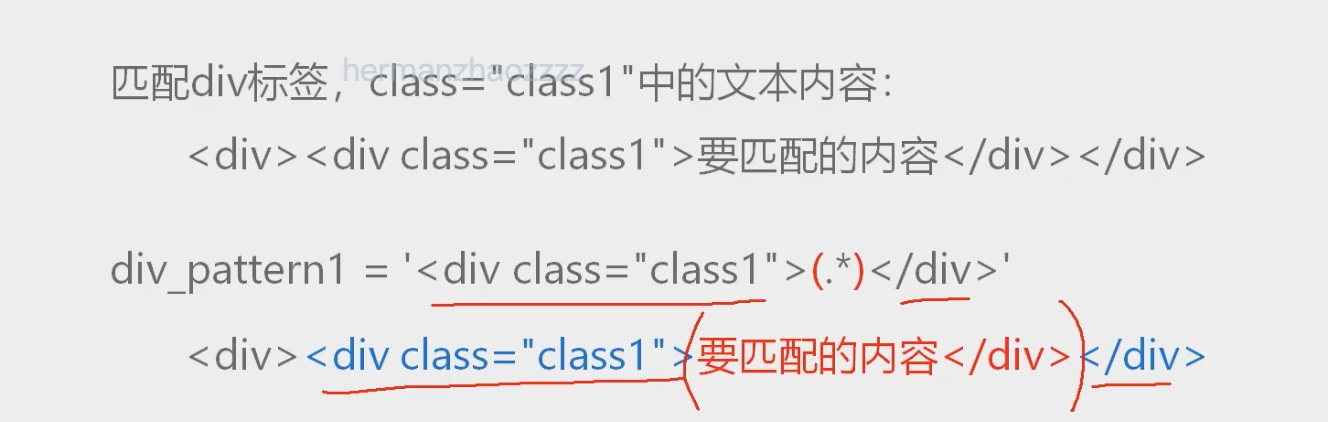 匹配div标签，class="class1"中的文本内容：
hermanzhaozzzz
<div><div class="class1">要匹配的内容</div></div>
div_pattern1 = '<div class="class1">(.*)</div>'
<div><div class="class1">要匹配的内容</div></div>